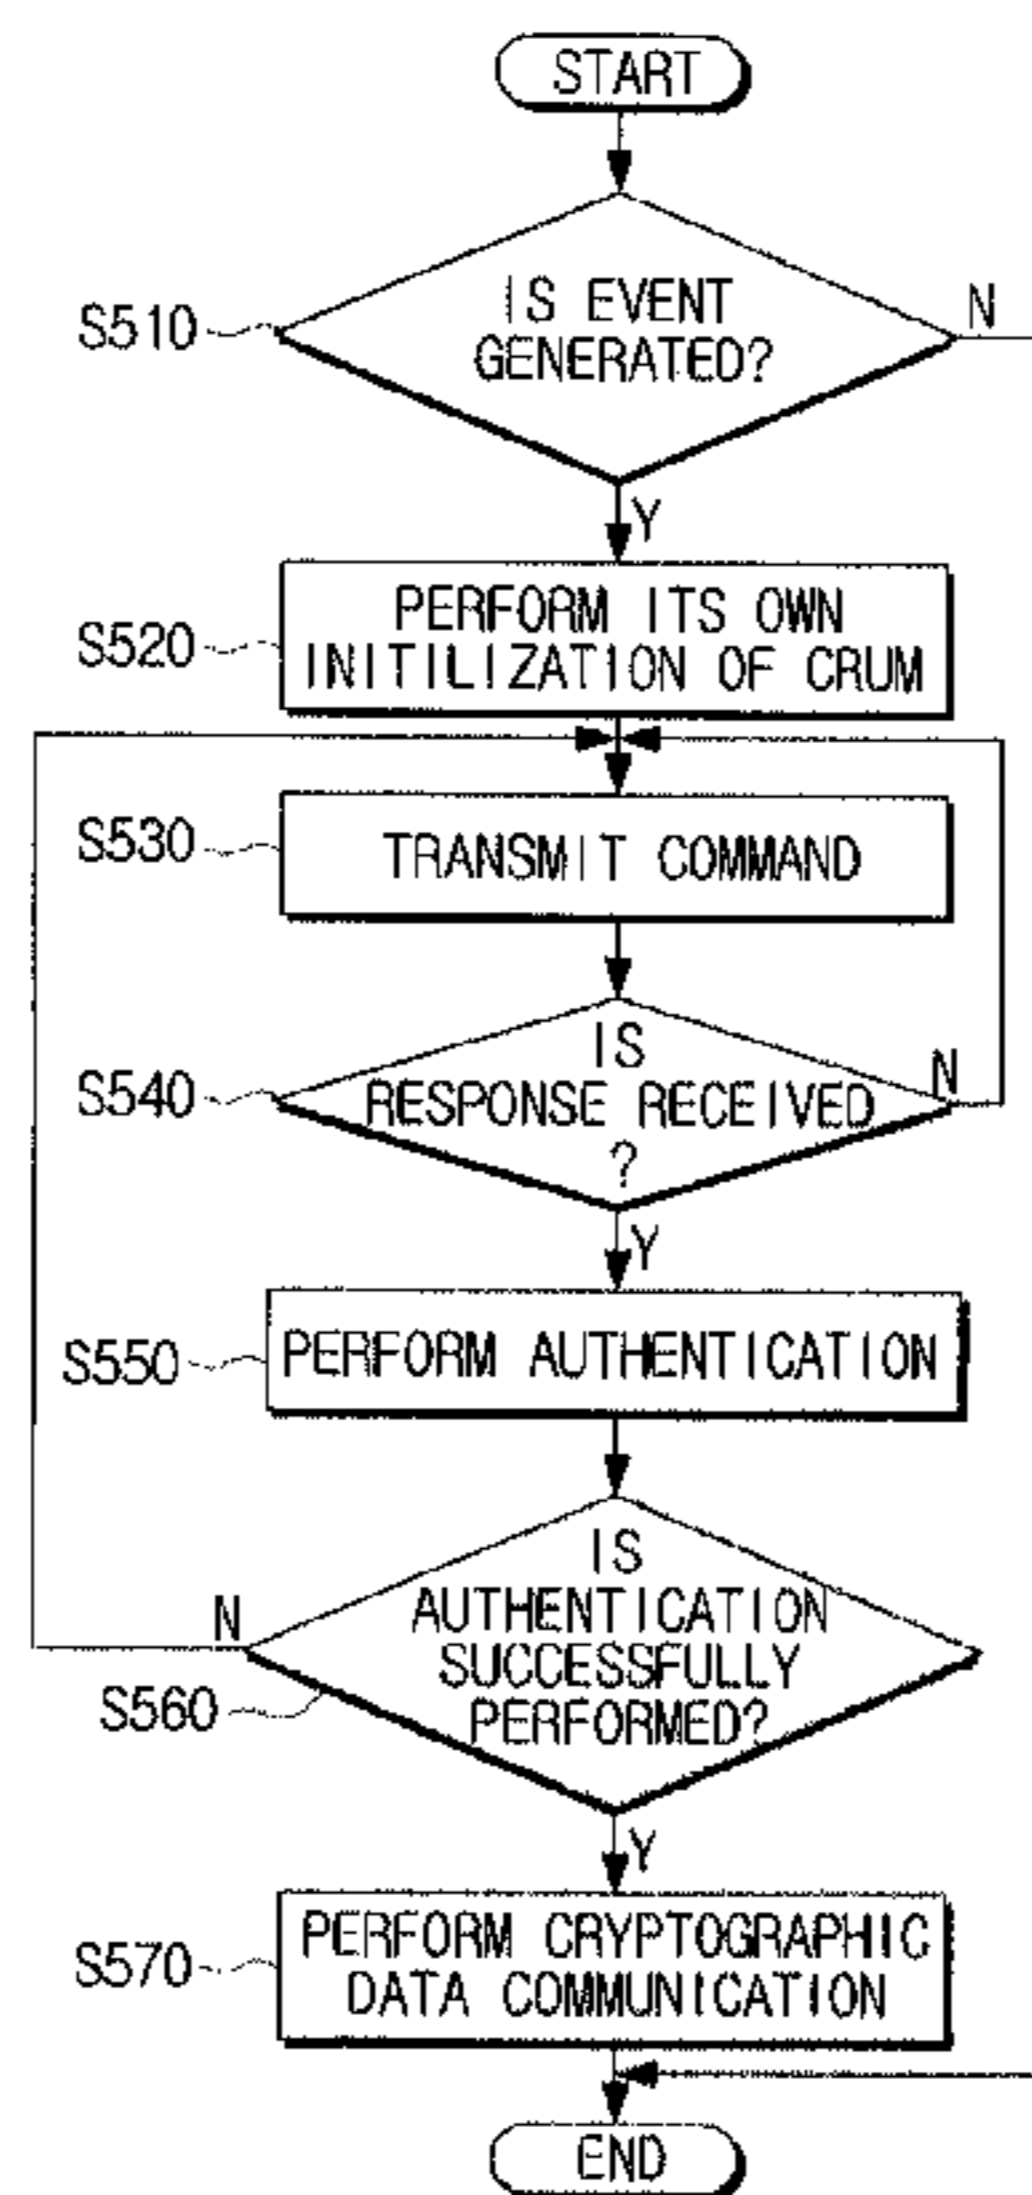 START
S510
IS EVENT
GENERATED?
N
Y
S520
PERFORM ITS OWN
INITILIZATION OF CRUM
S530
TRANSMIT COMMAND
S540
IS
RESPONSE RECEIVED
?
N
Y
S550
PERFORM AUTHENTICATION
IS
AUTHENTICATION
SUCCESSFULLY
PERFORMED?
N
S560
Y
S570
PERFORM CRYPTOGRAPHIC
DATA COMMUNICATION
END